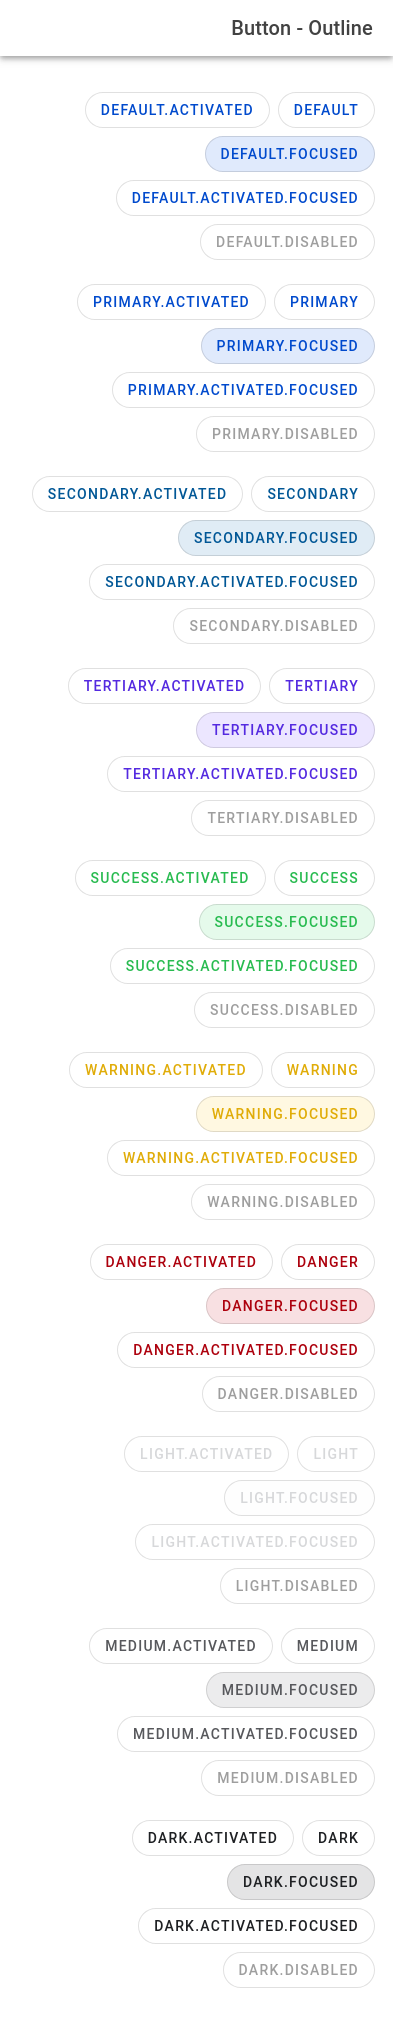 Button - Outline
DEFAULT.ACTIVATED DEFAULT
DEFAULT.FOCUSED
DEFAULT.ACTIVATED.FOCUSED
DEFAULT.DISABLED
PRIMARY.ACTIVATED PRIMARY
PRIMARY.FOCUSED
PRIMARY.ACTIVATED.FOCUSED
PRIMARY.DISABLED
SECONDARY.ACTIVATED SECONDARY
SECONDARY.FOCUSED
SECONDARY.ACTIVATED.FOCUSED
SECONDARY.DISABLED
TERTIARY.ACTIVATED TERTIARY
TERTIARY.FOCUSED
TERTIARY.ACTIVATED.FOCUSED
TERTIARY.DISABLED
SUCCESS.ACTIVATED SUCCESS
SUCCESS.FOCUSED
SUCCESS.ACTIVATED.FOCUSED
SUCCESS.DISABLED
WARNING.ACTIVATED WARNING
WARNING.FOCUSED
WARNING.ACTIVATED.FOCUSED
WARNING.DISABLED
DANGER.ACTIVATED DANGER
DANGER.FOCUSED
DANGER.ACTIVATED.FOCUSED
DANGER.DISABLED
LIGHT.ACTIVATED LIGHT
LIGHT.FOCUSED
LIGHT.ACTIVATED.FOCUSED
LIGHT.DISABLED
MEDIUM.ACTIVATED MEDIUM
MEDIUM.FOCUSED
MEDIUM.ACTIVATED.FOCUSED
MEDIUM.DISABLED
DARK.ACTIVATED DARK
DARK.FOCUSED
DARK.ACTIVATED.FOCUSED
DARK.DISABLED